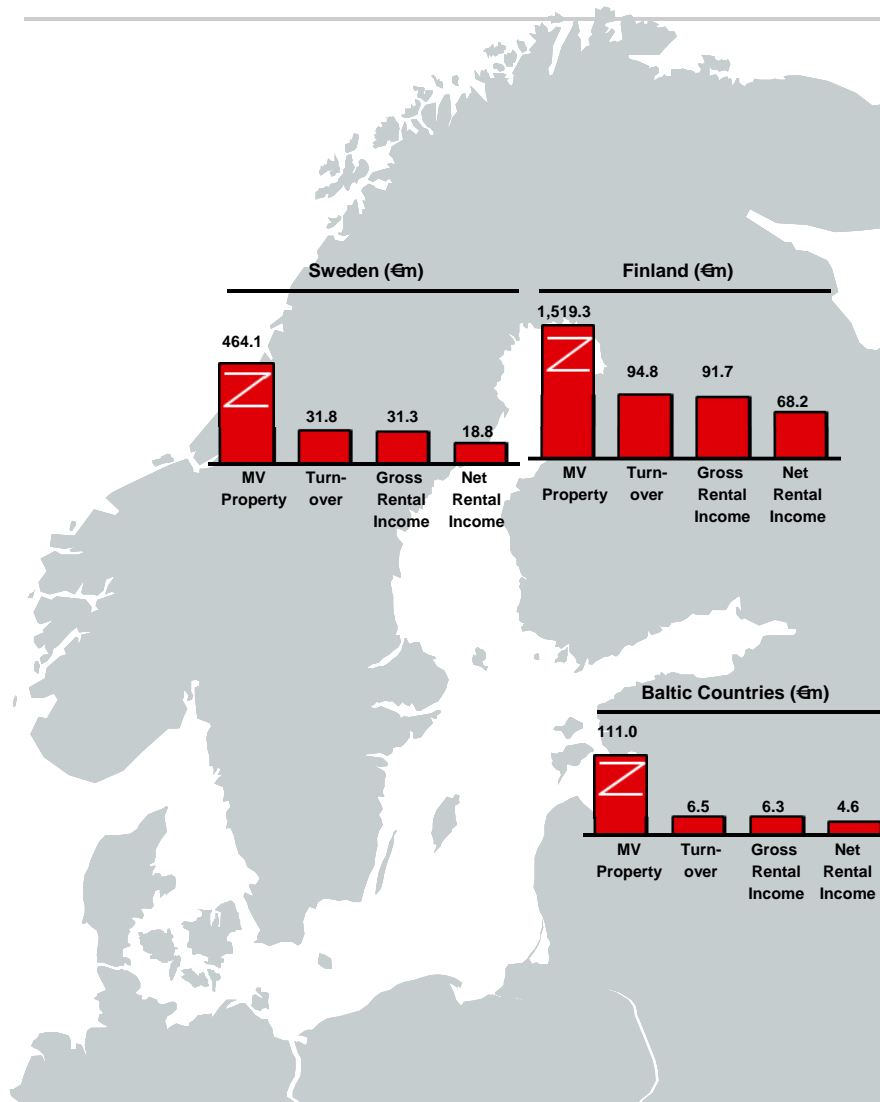 Sweden (€m)
464.1
31.8
31.3
18.8
MV
Property
Turn-
over
Gross
Rental
Income
Net
Rental
Income
Finland (€m)
1,519.3
94.8
91.7
68.2
MV
Property
Turn-
over
Gross
Rental
Income
Net
Rental
Income
Baltic Countries (€m)
111.0
6.5
6.3
4.6
MV
Property
Turn-
over
Gross
Rental
Income
Net
Rental
Income